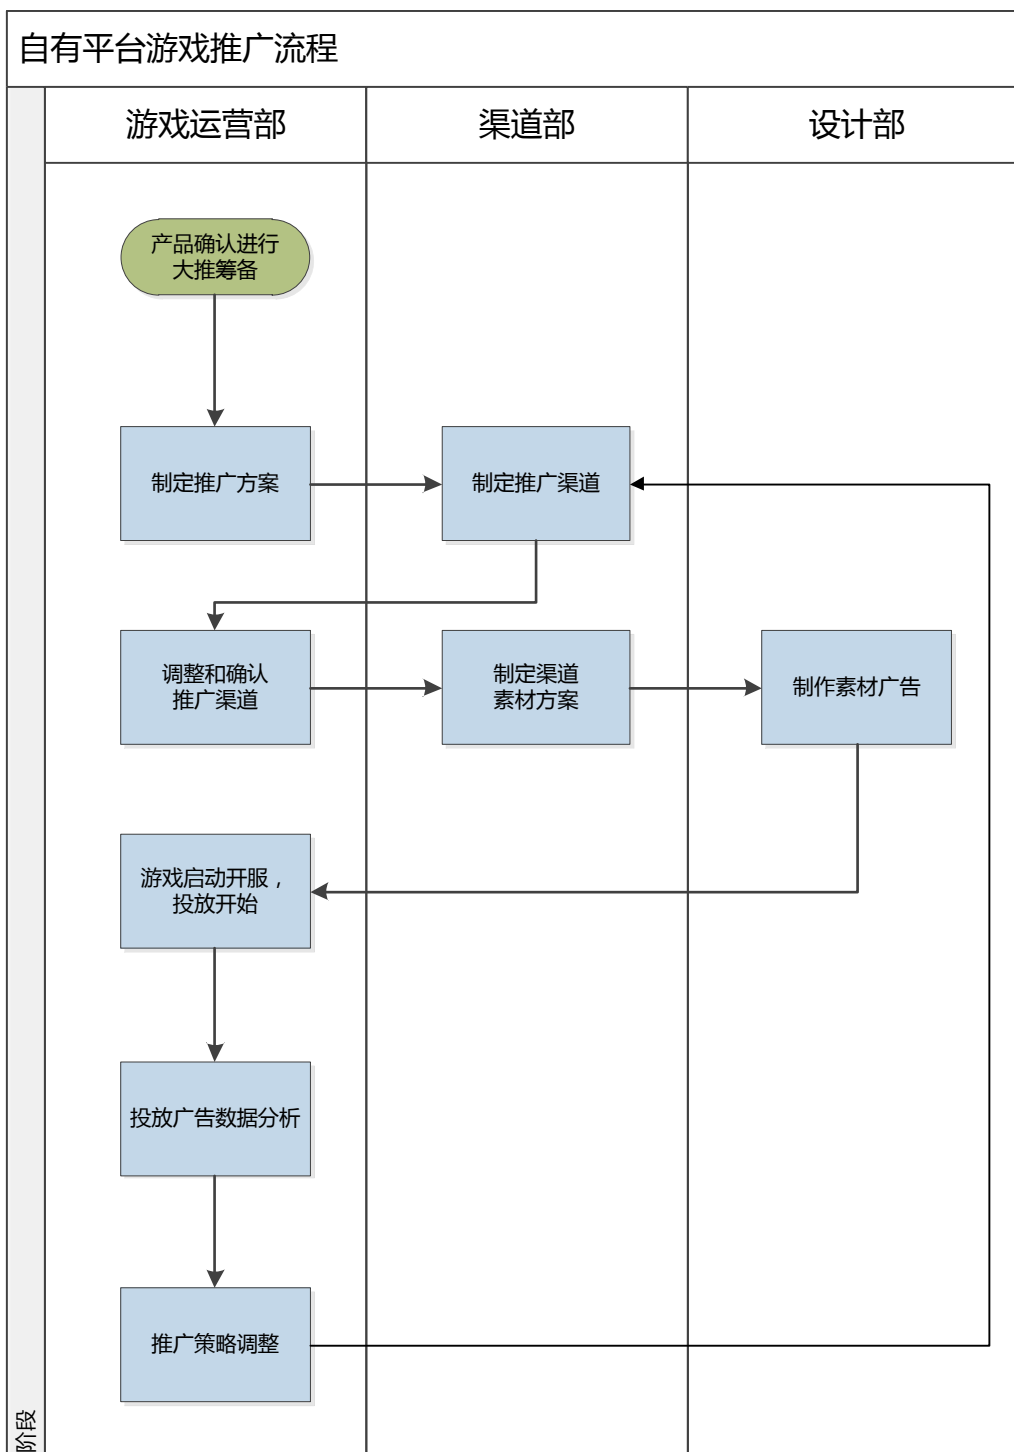 自有平台游戏推广流程
游戏运营部
渠道部
设计部
产品确认进行
大推筹备
制定推广方案
制定推广渠道
调整和确认
推广渠道
制定渠道
素材方案
制作素材广告
游戏启动开服，
投放开始
投放广告数据分析
推广策略调整
阶段